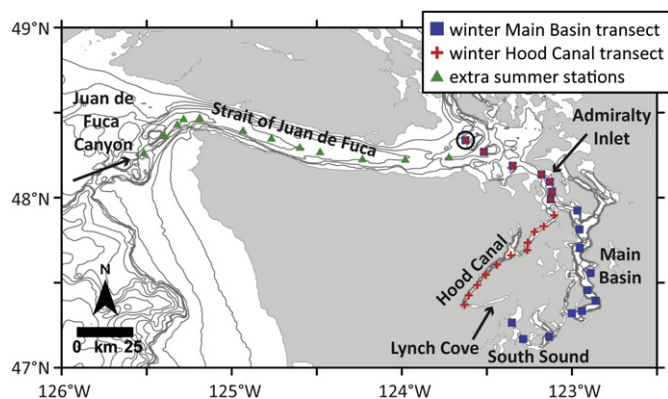 49°N
48°N
47°N
126°W
125°W
124°W
123°W
winter Main Basin transect
winter Hood Canal transect
extra summer stations
Juan de
Fuca
Canyon
Strait of Juan de Fuca
Admiralty
Inlet
Hood Canal
Main
Basin
Lynch Cove
South Sound
N
0 km 25